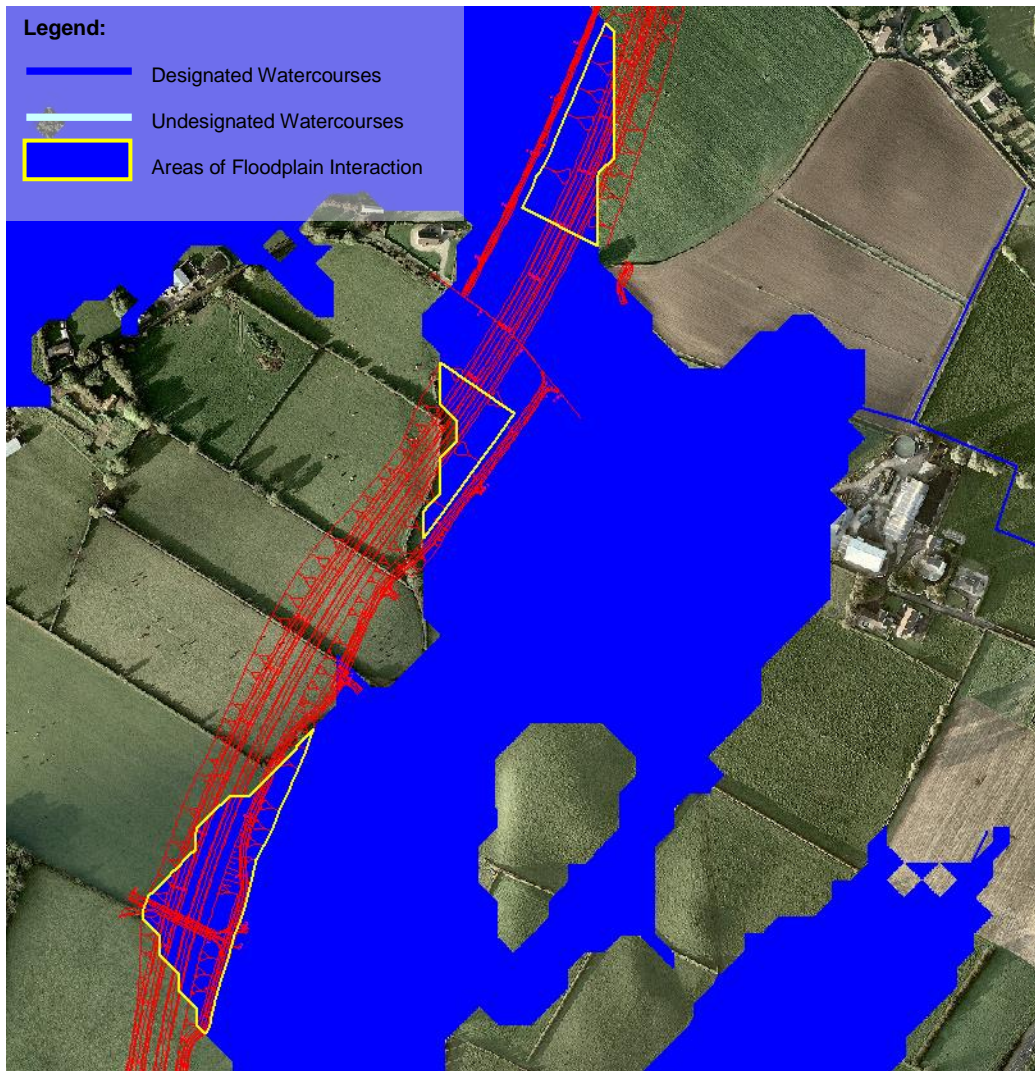 Legend:
Designated Watercourses
Undesignated Watercourses
Areas of Floodplain Interaction